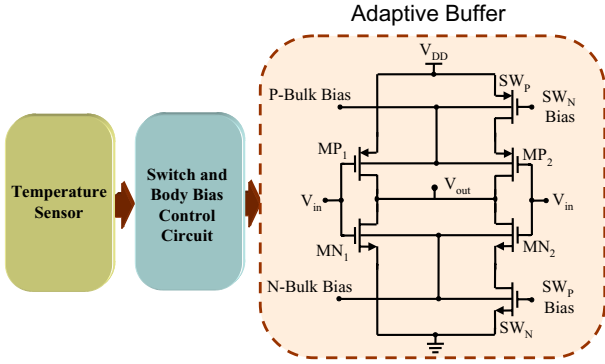 Adaptive Buffer
V_DD
SW_P
P-Bulk Bias
SW_N
Bias
MP_1
MP_2
Temperature
Sensor
Switch and
Body Bias
Control
Circuit
V_in
V_out
V_in
MN_1
MN_2
N-Bulk Bias
SW_P
Bias
SW_N